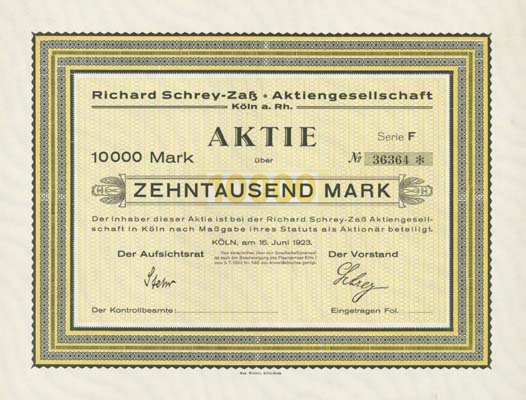 Richard Schrey-Zaß • Aktiengesellschaft
Köln a. Rh.
AKTIE
Serie F
10000 Mark
über
№ 36364 *
10000
ZEHNTAUSEND MARK
Der Inhaber dieser Aktie ist bei der Richard Schrey-Zaß Aktiengesell-
schaft in Köln nach Maßgabe ihres Statuts als Aktionär beteiligt.
KÖLN, am 16. Juni 1923.
Der Aufsichtsrat
Der Vorstand
Schrey
Der Kontrollbeamte:
Eingetragen Fol.